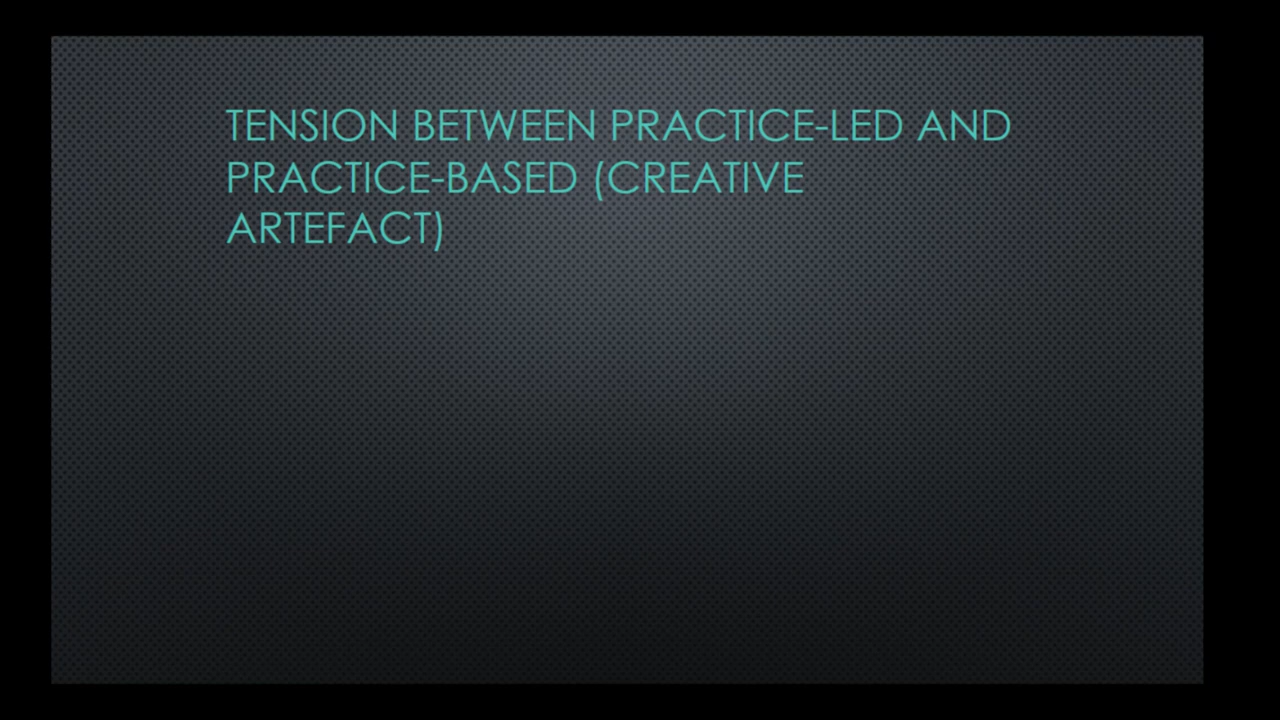 TENSION BETWEEN PRACTICE-LED AND
PRACTICE-BASED (CREATIVE
ARTEFACT)